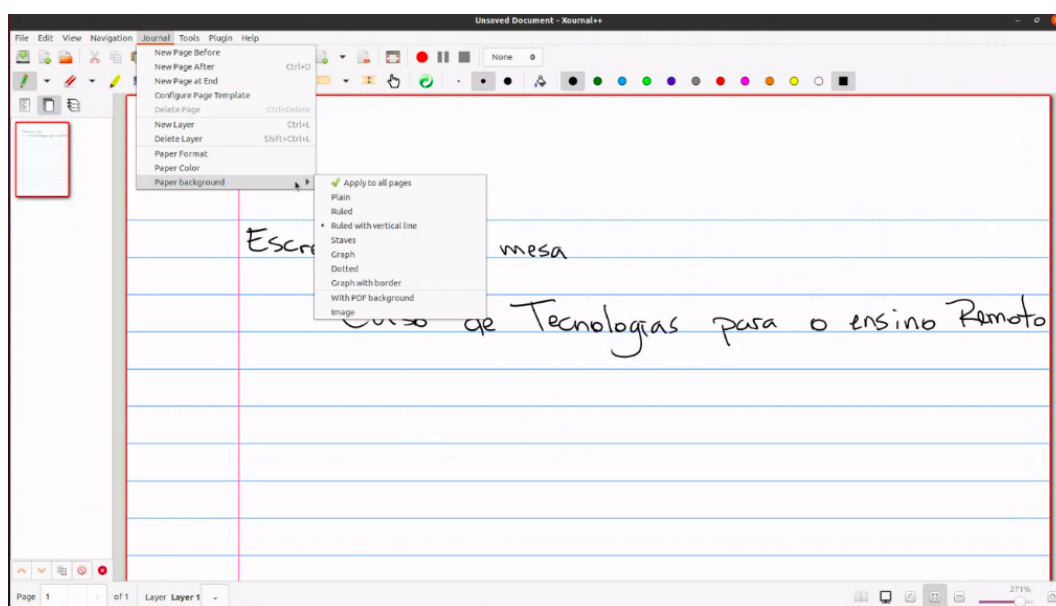 Unsaved Document - Xournal++
File Edit View Navigation Journal Tools Plugin Help
New Page Before
New Page After Ctrl+D
New Page at End
Configure Page Template
Delete Page Ctrl+Delete
New Layer Ctrl+L
Delete Layer Shift+Ctrl+L
Paper Format
Paper Color
Paper background
None
Apply to all pages
Plain
Ruled
Ruled with vertical line
Staves
Graph
Dotted
Graph with border
With PDF background
Image
mesa
de Tecnologias para o ensino Remoto
Page 1 of 1 Layer Layer 1
271%